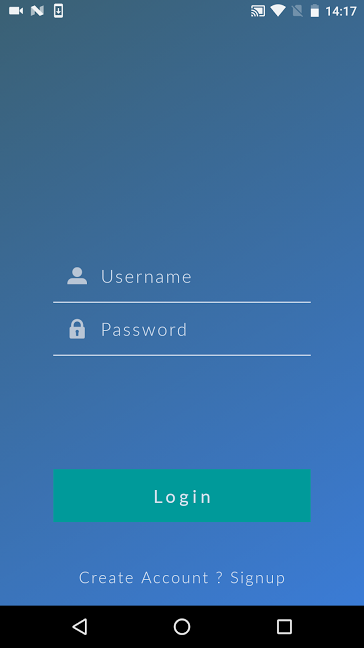 14:17
Username
Password
Login
Create Account ? Signup